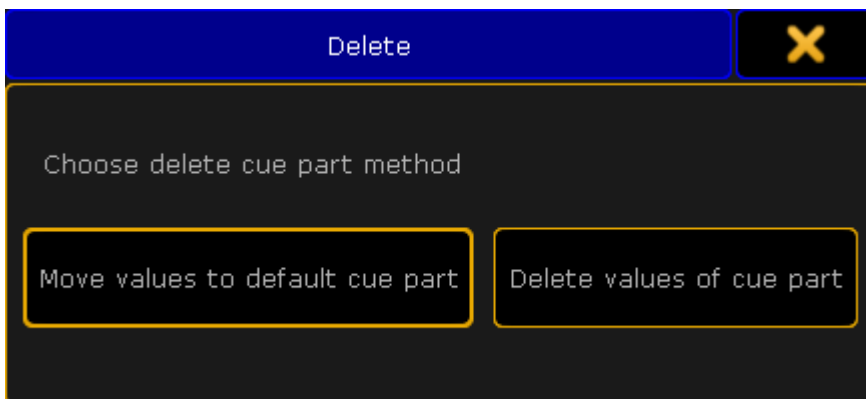 Delete
Choose delete cue part method
Move values to default cue part
Delete values of cue part